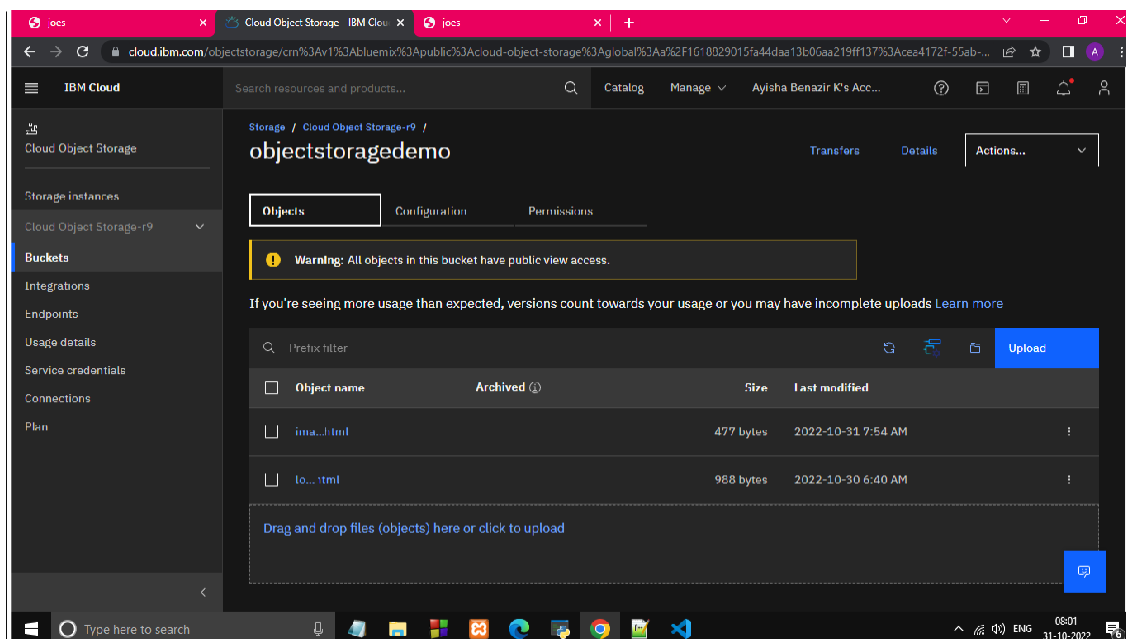 joes
Cloud Object Storage - IBM Clou
joes
cloud.ibm.com/objectstorage/crn%3Av1%3Abluemix%3Apublic%3Acloud-object-storage%3Aglobal%3Aa%2F
A
IBM Cloud
Search resources and products...
Catalog
Manage
Ayisha Benazir K's Acc...
Cloud Object Storage
Storage instances
Cloud Object Storage-r9
Buckets
Integrations
Endpoints
Usage details
Service credentials
Connections
Plan
Storage / Cloud Object Storage-r9 /
objectstoragedemo
Transfers
Details
Actions...
Objects
Configuration
Permissions
Warning: All objects in this bucket have public view access.
If you're seeing more usage than expected, versions count towards your usage or you may have incomplete uploads Learn more
Prefix filter
Upload
Object name
Archived
Size
Last modified
ima...html
477 bytes
2022-10-31 7:54 AM
lo...html
988 bytes
2022-10-30 6:40 AM
Drag and drop files (objects) here or click to upload
Type here to search
ENG
08:01
31-10-2022
6